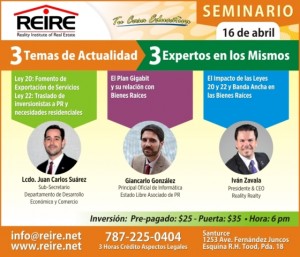 REIRE
Realty Institute of Real Estate
Tu Casa Educativa
SEMINARIO
16 de abril
3 Temas de Actualidad
3 Expertos en los Mismos
Ley 20: Fomento de
Exportación de Servicios
Ley 22: Traslado de
Inversionistas a PR y
necesidades residenciales
El Plan Gigabit
y su relación con
Bienes Raíces
El Impacto de las Leyes
20 y 22 y Banda Ancha en
las Bienes Raíces
Lcdo. Juan Carlos Suárez
Sub-Secretario
Departamento de Desarrollo
Económico y Comercio
Giancarlo González
Principal Oficial de Informática
Estado Libre Asociado de PR
Iván Zavala
Presidente & CEO
Reality Realty
Inversión: Pre-pagado: $25 - Puerta: $35 • Hora: 6 pm
info@reire.net
www.reire.net
787-225-0404
3 Horas Crédito Aspectos Legales
Santurce
1253 Ave. Fernández Juncos
Esquina R.H. Tood, Pda. 18